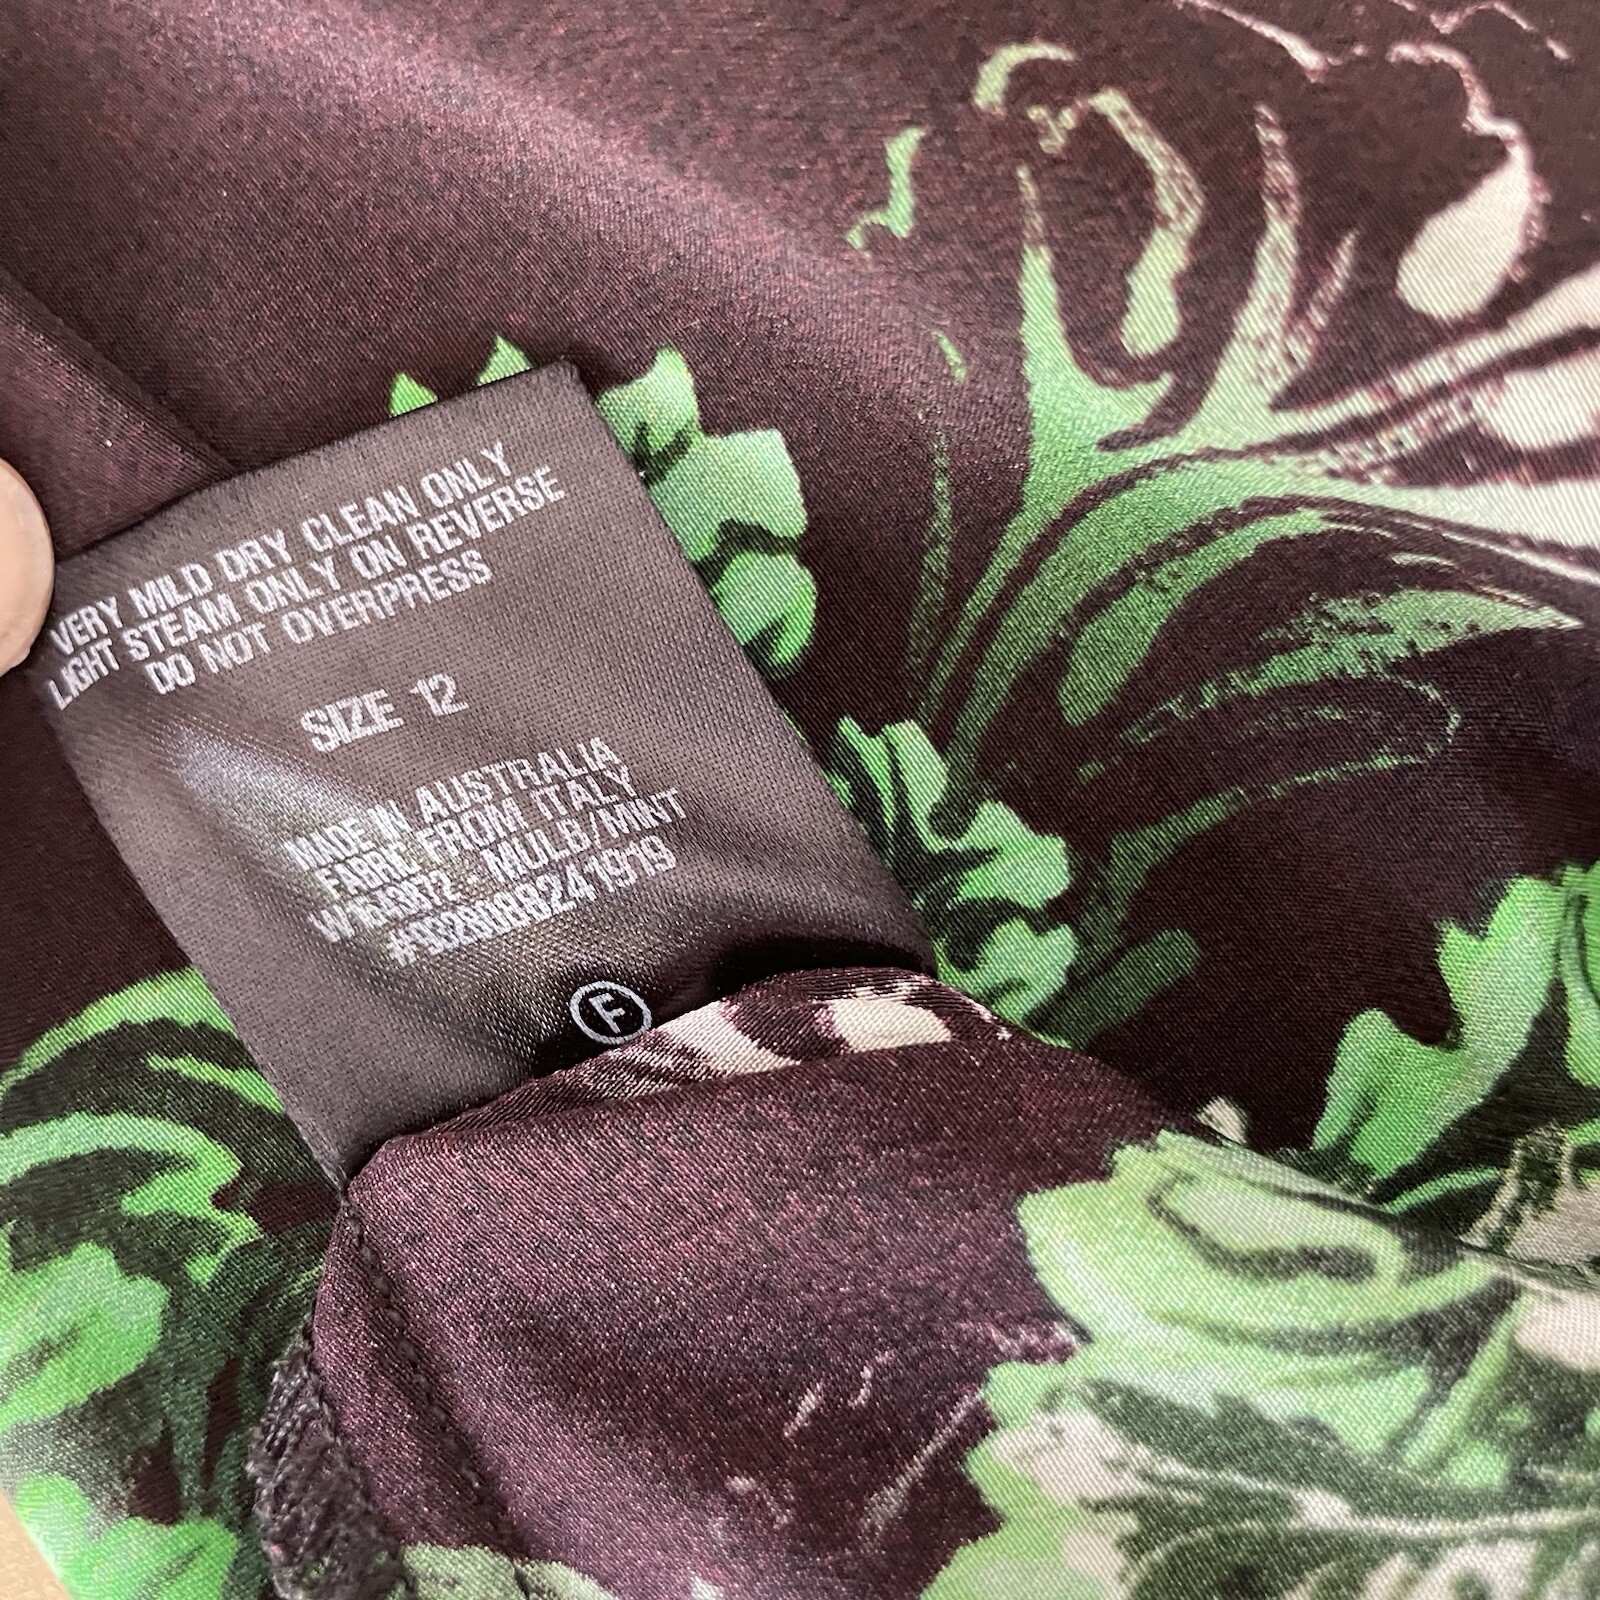 VERY MILD DRY CLEAN ONLY
LIGHT STEAM ONLY ON REVERSE
DO NOT OVERPRESS
SIZE 12
MADE IN AUSTRALIA
FABRIC FROM ITALY
- MULB/MINT
F